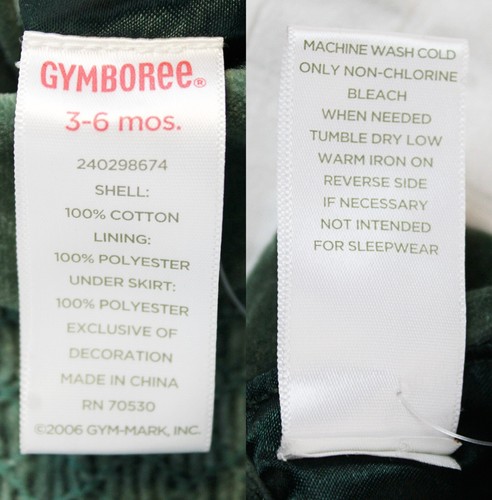 GYMBOREE®
3-6 mos.
240298674
SHELL:
100% COTTON
LINING:
100% POLYESTER
UNDER SKIRT:
100% POLYESTER
EXCLUSIVE OF
DECORATION
MADE IN CHINA
RN 70530
©2006 GYM-MARK, INC.
MACHINE WASH COLD
ONLY NON-CHLORINE
BLEACH
WHEN NEEDED
TUMBLE DRY LOW
WARM IRON ON
REVERSE SIDE
IF NECESSARY
NOT INTENDED
FOR SLEEPWEAR